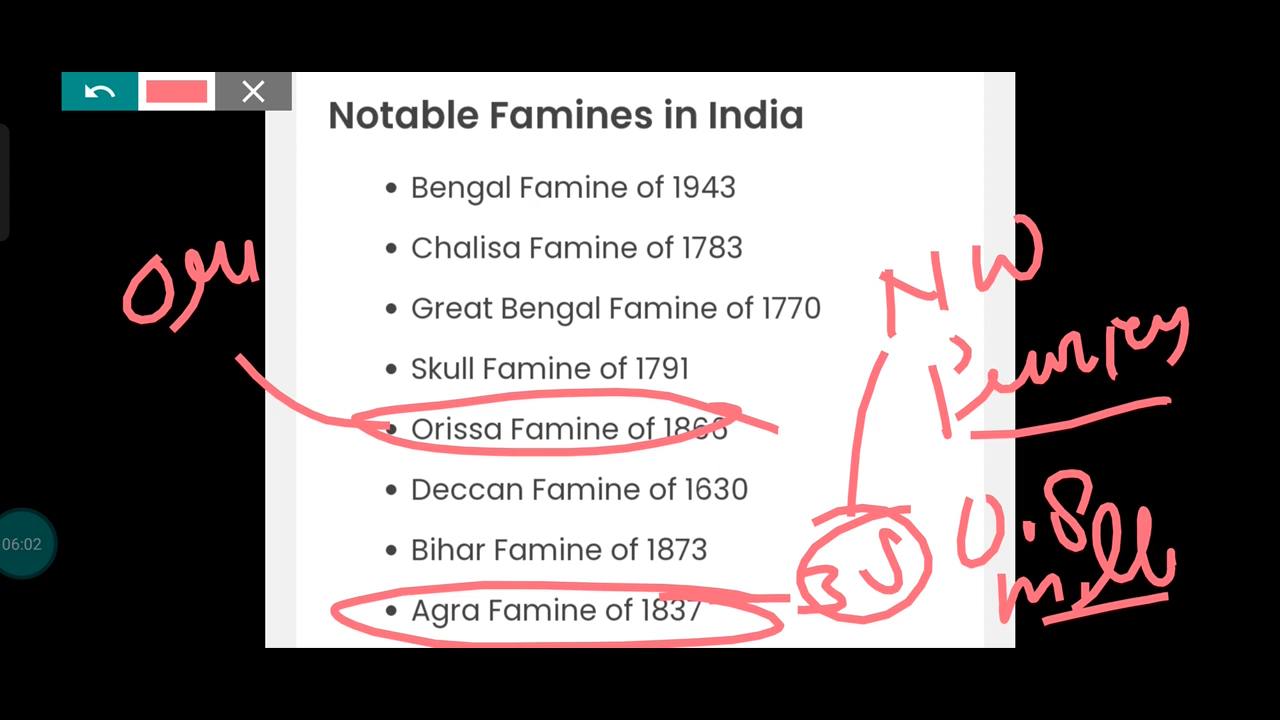 Notable Famines in India
Bengal Famine of 1943
Chalisa Famine of 1783
Great Bengal Famine of 1770
Skull Famine of 1791
Orissa Famine of 1866
Deccan Famine of 1630
Bihar Famine of 1873
Agra Famine of 1837
NW
0.8
mill
06:02